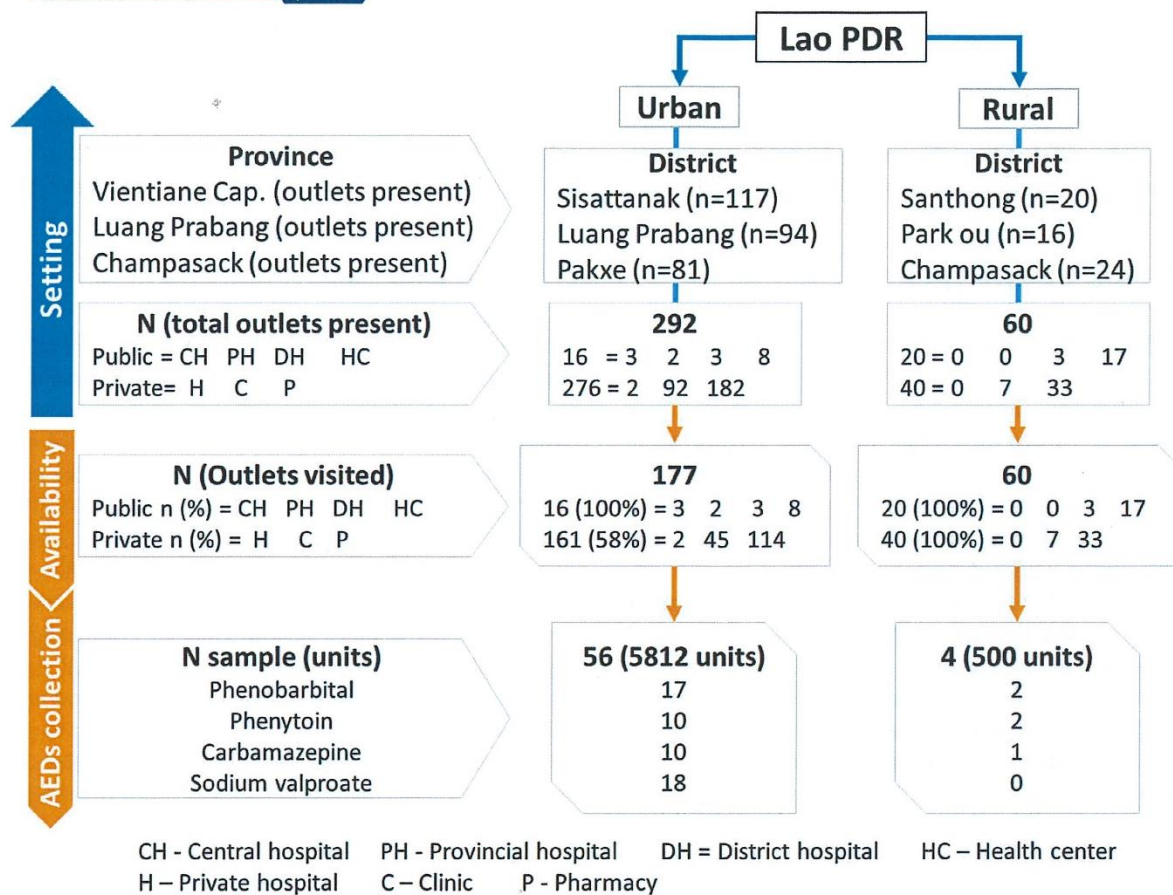 Lao PDR
Urban
Rural
Setting
Province
Vientiane Cap. (outlets present)
Luang Prabang (outlets present)
Champasack (outlets present)
District
Sisattanak (n=117)
Luang Prabang (n=94)
Pakxe (n=81)
District
Santhong (n=20)
Park ou (n=16)
Champasack (n=24)
N (total outlets present)
Public = CH PH DH HC
Private= H C P
292
16 = 3 2 3 8
276 = 2 92 182
60
20 = 0 0 3 17
40 = 0 7 33
Availability
N (Outlets visited)
Public n (%) = CH PH DH HC
Private n (%) = H C P
177
16 (100%) = 3 2 3 8
161 (58%) = 2 45 114
60
20 (100%) = 0 0 3 17
40 (100%) = 0 7 33
AEDs collection
N sample (units)
Phenobarbital
Phenytoin
Carbamazepine
Sodium valproate
56 (5812 units)
17
10
10
18
4 (500 units)
2
2
1
0
CH - Central hospital PH - Provincial hospital DH = District hospital HC – Health center
H – Private hospital C – Clinic P - Pharmacy